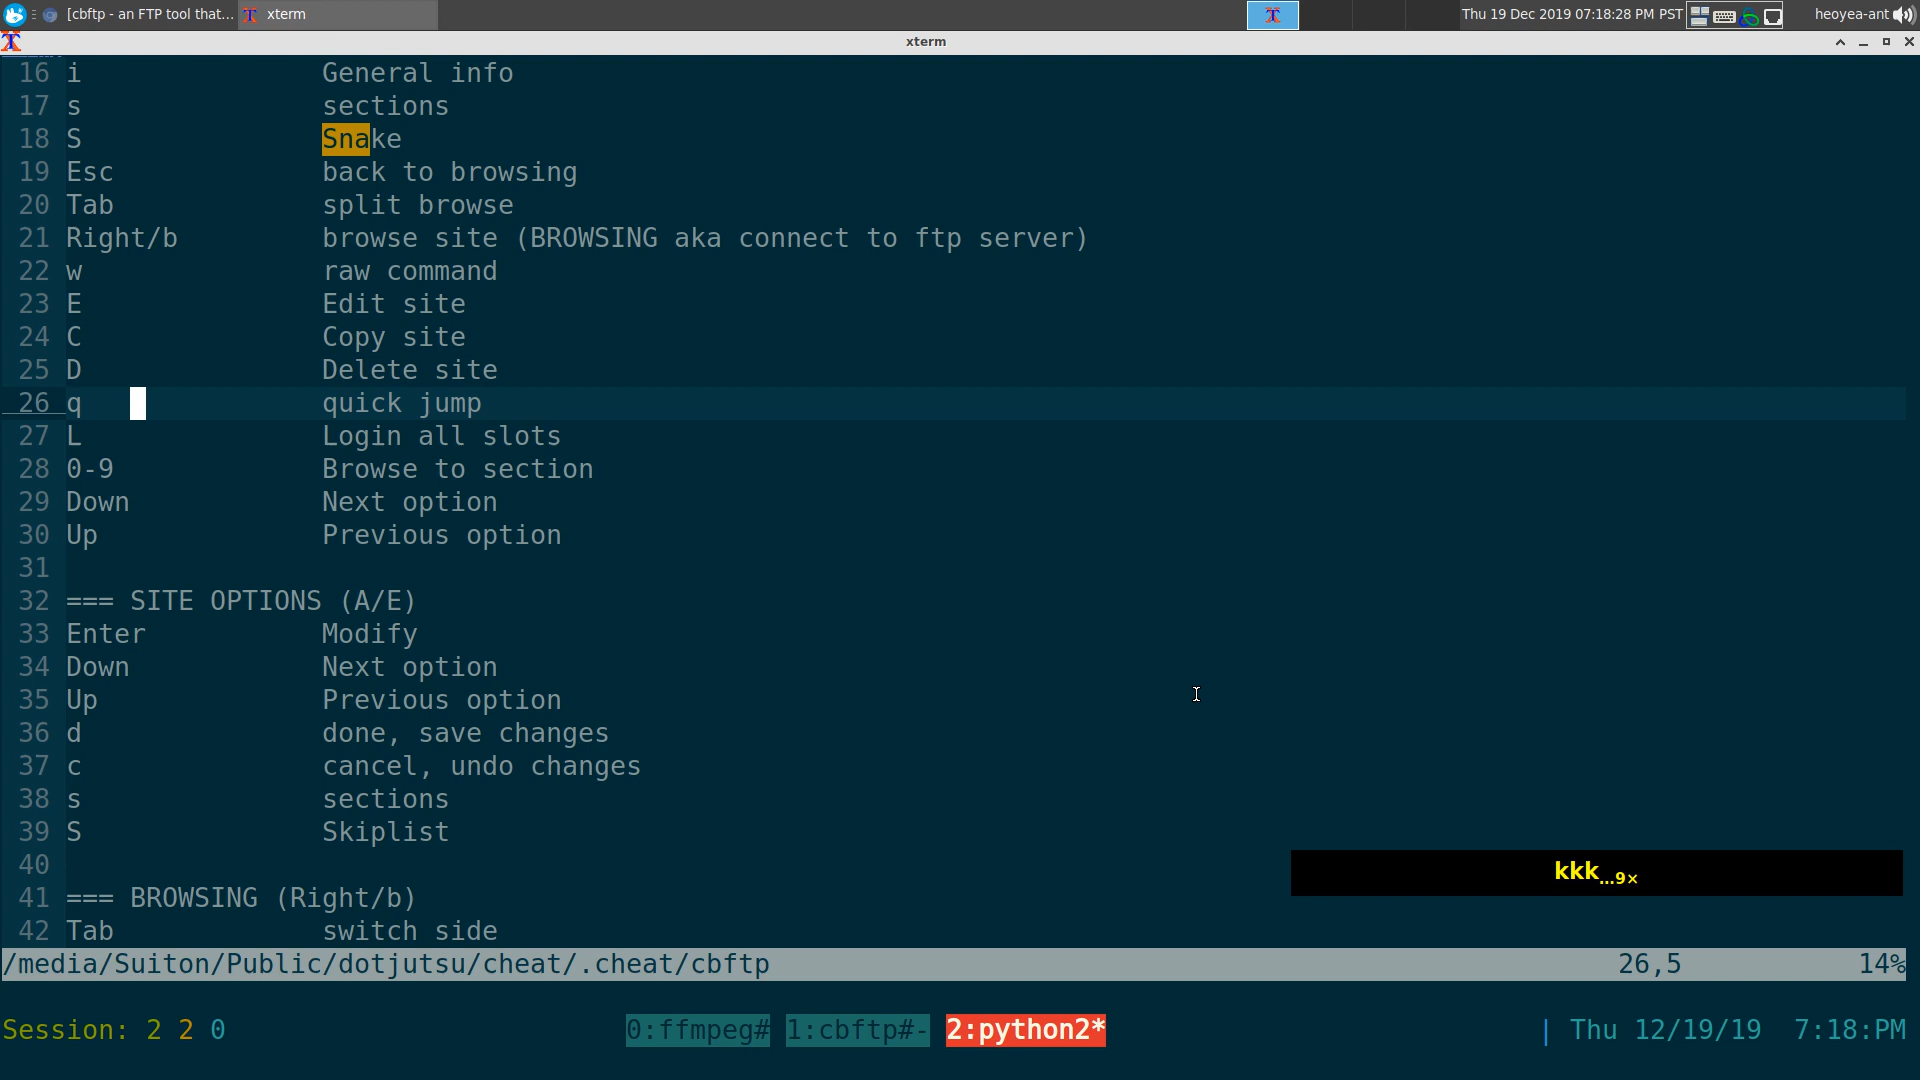 [cbftp - an FTP tool that... xterm Thu 19 Dec 2019 07:18:28 PM PST heoyea-ant
xterm
16 i General info
17 s sections
18 S Snake
19 Esc back to browsing
20 Tab split browse
21 Right/b browse site (BROWSING aka connect to ftp server)
22 w raw command
23 E Edit site
24 C Copy site
25 D Delete site
26 q quick jump
27 L Login all slots
28 0-9 Browse to section
29 Down Next option
30 Up Previous option
31
32 === SITE OPTIONS (A/E)
33 Enter Modify
34 Down Next option
35 Up Previous option
36 d done, save changes
37 c cancel, undo changes
38 s sections
39 S Skiplist
40
41 === BROWSING (Right/b)
42 Tab switch side
kkk...9×
/media/Suiton/Public/dotjutsu/cheat/.cheat/cbftp 26,5 14%
Session: 2 2 0 0:ffmpeg# 1:cbftp#- 2:python2* | Thu 12/19/19 7:18:PM